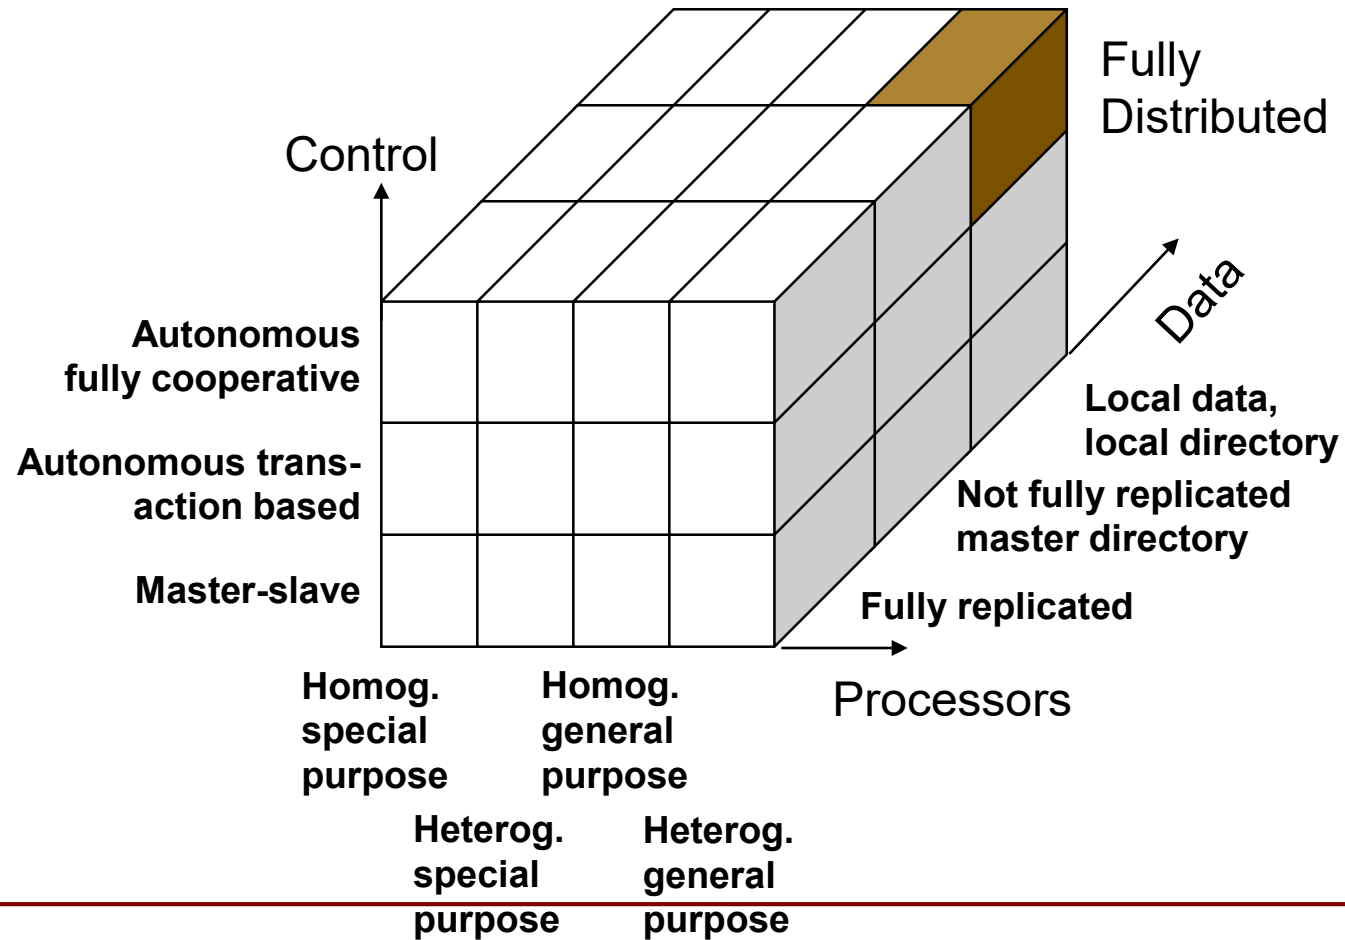 Fully
Distributed
Control
Data
Autonomous
fully cooperative
Autonomous trans-
action based
Master-slave
Local data,
local directory
Not fully replicated
master directory
Fully replicated
Processors
Homog.
special
purpose
Homog.
general
purpose
Heterog.
special
purpose
Heterog.
general
purpose